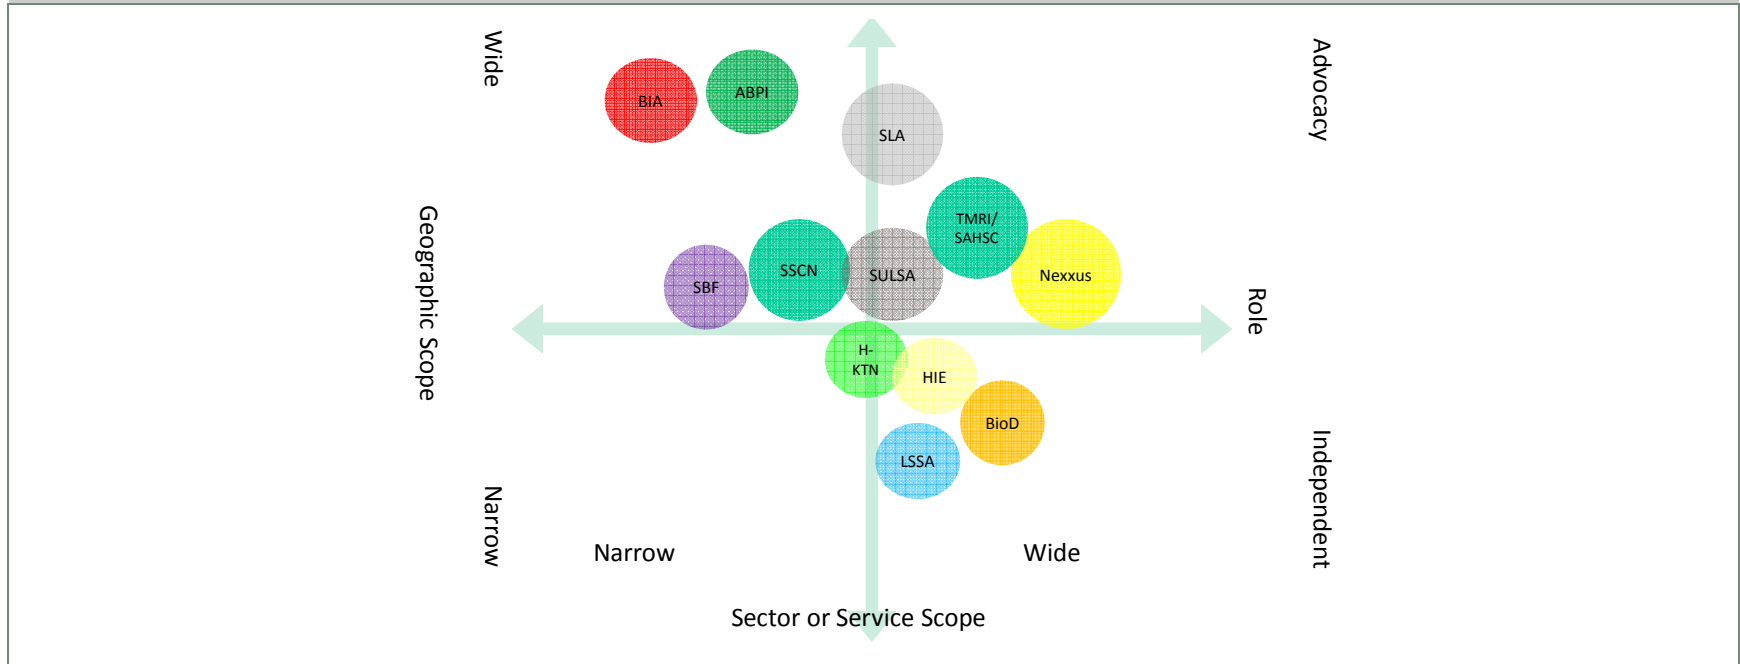 Wide
Advocacy
BIA
ABPI
SLA
Geographic Scope
TMRI/
SAHSC
SBF
SSCN
SULSA
Nexxus
Role
H-
KTN
HIE
BioD
LSSA
Narrow
Independent
Narrow
Wide
Sector or Service Scope